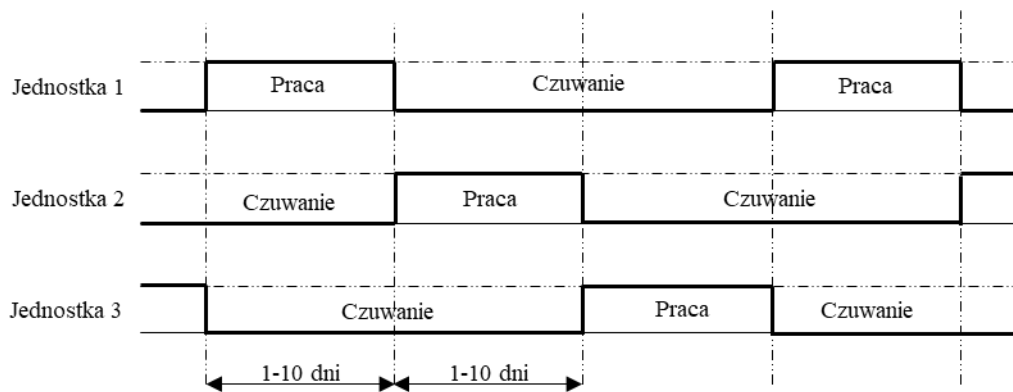 Jednostka 1
Praca
Czuwanie
Praca
Jednostka 2
Czuwanie
Praca
Czuwanie
Jednostka 3
Czuwanie
Praca
Czuwanie
1-10 dni
1-10 dni